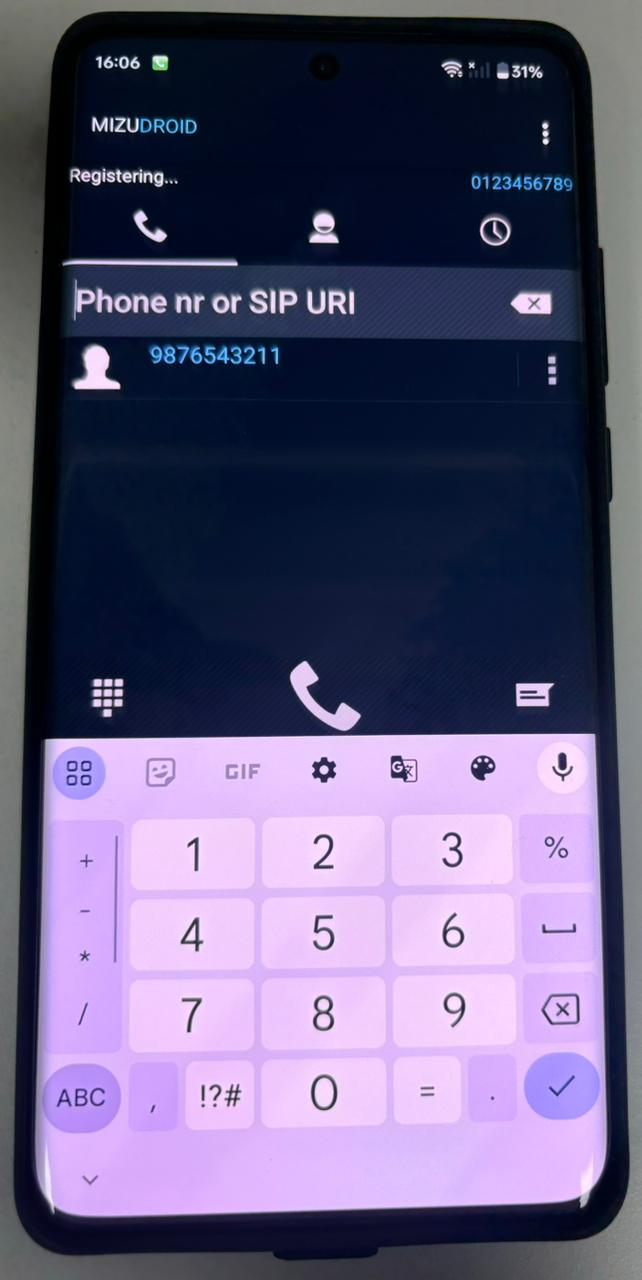 16:06 31%
MIZUDROID
Registering... 0123456789
Phone nr or SIP URI
9876543211
GIF
+ 1 2 3 %
-
* 4 5 6
/ 7 8 9
ABC , !?# 0 = .